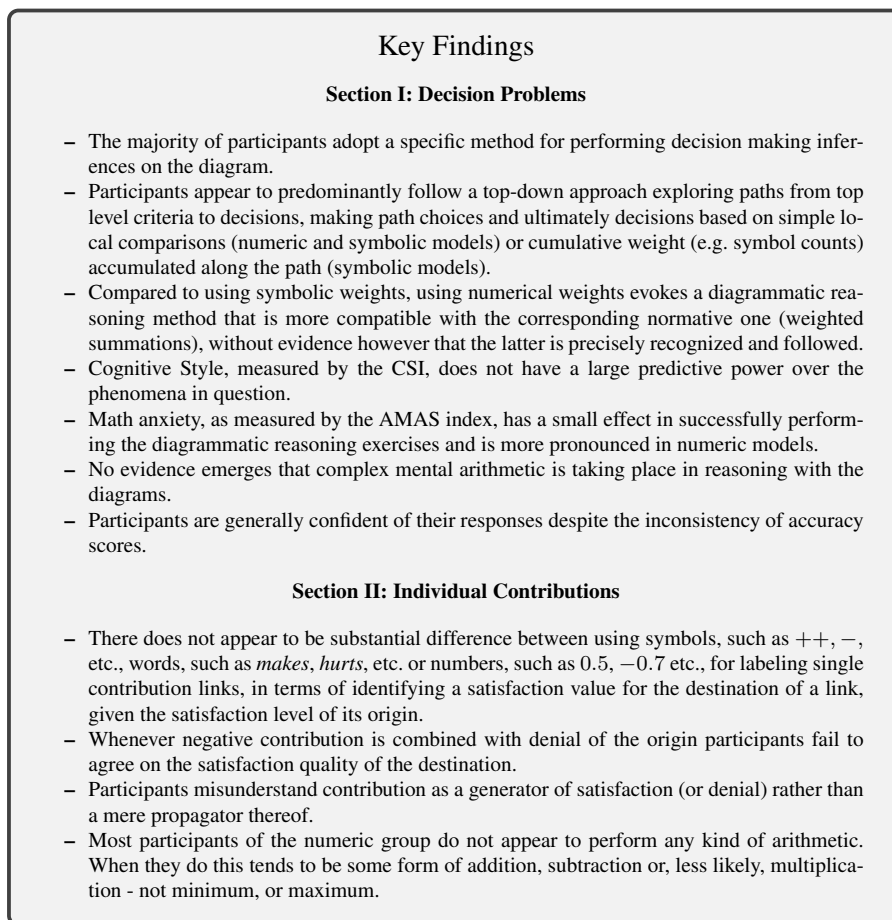 Key Findings
Section I: Decision Problems
– The majority of participants adopt a specific method for performing decision making infer-
ences on the diagram.
– Participants appear to predominantly follow a top-down approach exploring paths from top
level criteria to decisions, making path choices and ultimately decisions based on simple lo-
cal comparisons (numeric and symbolic models) or cumulative weight (e.g. symbol counts)
accumulated along the path (symbolic models).
– Compared to using symbolic weights, using numerical weights evokes a diagrammatic rea-
soning method that is more compatible with the corresponding normative one (weighted
summations), without evidence however that the latter is precisely recognized and followed.
– Cognitive Style, measured by the CSI, does not have a large predictive power over the
phenomena in question.
– Math anxiety, as measured by the AMAS index, has a small effect in successfully perform-
ing the diagrammatic reasoning exercises and is more pronounced in numeric models.
– No evidence emerges that complex mental arithmetic is taking place in reasoning with the
diagrams.
– Participants are generally confident of their responses despite the inconsistency of accuracy
scores.
Section II: Individual Contributions
– There does not appear to be substantial difference between using symbols, such as ++, −,
etc., words, such as makes, hurts, etc. or numbers, such as 0.5, −0.7 etc., for labeling single
contribution links, in terms of identifying a satisfaction value for the destination of a link,
given the satisfaction level of its origin.
– Whenever negative contribution is combined with denial of the origin participants fail to
agree on the satisfaction quality of the destination.
– Participants misunderstand contribution as a generator of satisfaction (or denial) rather than
a mere propagator thereof.
– Most participants of the numeric group do not appear to perform any kind of arithmetic.
When they do this tends to be some form of addition, subtraction or, less likely, multiplica-
tion - not minimum, or maximum.